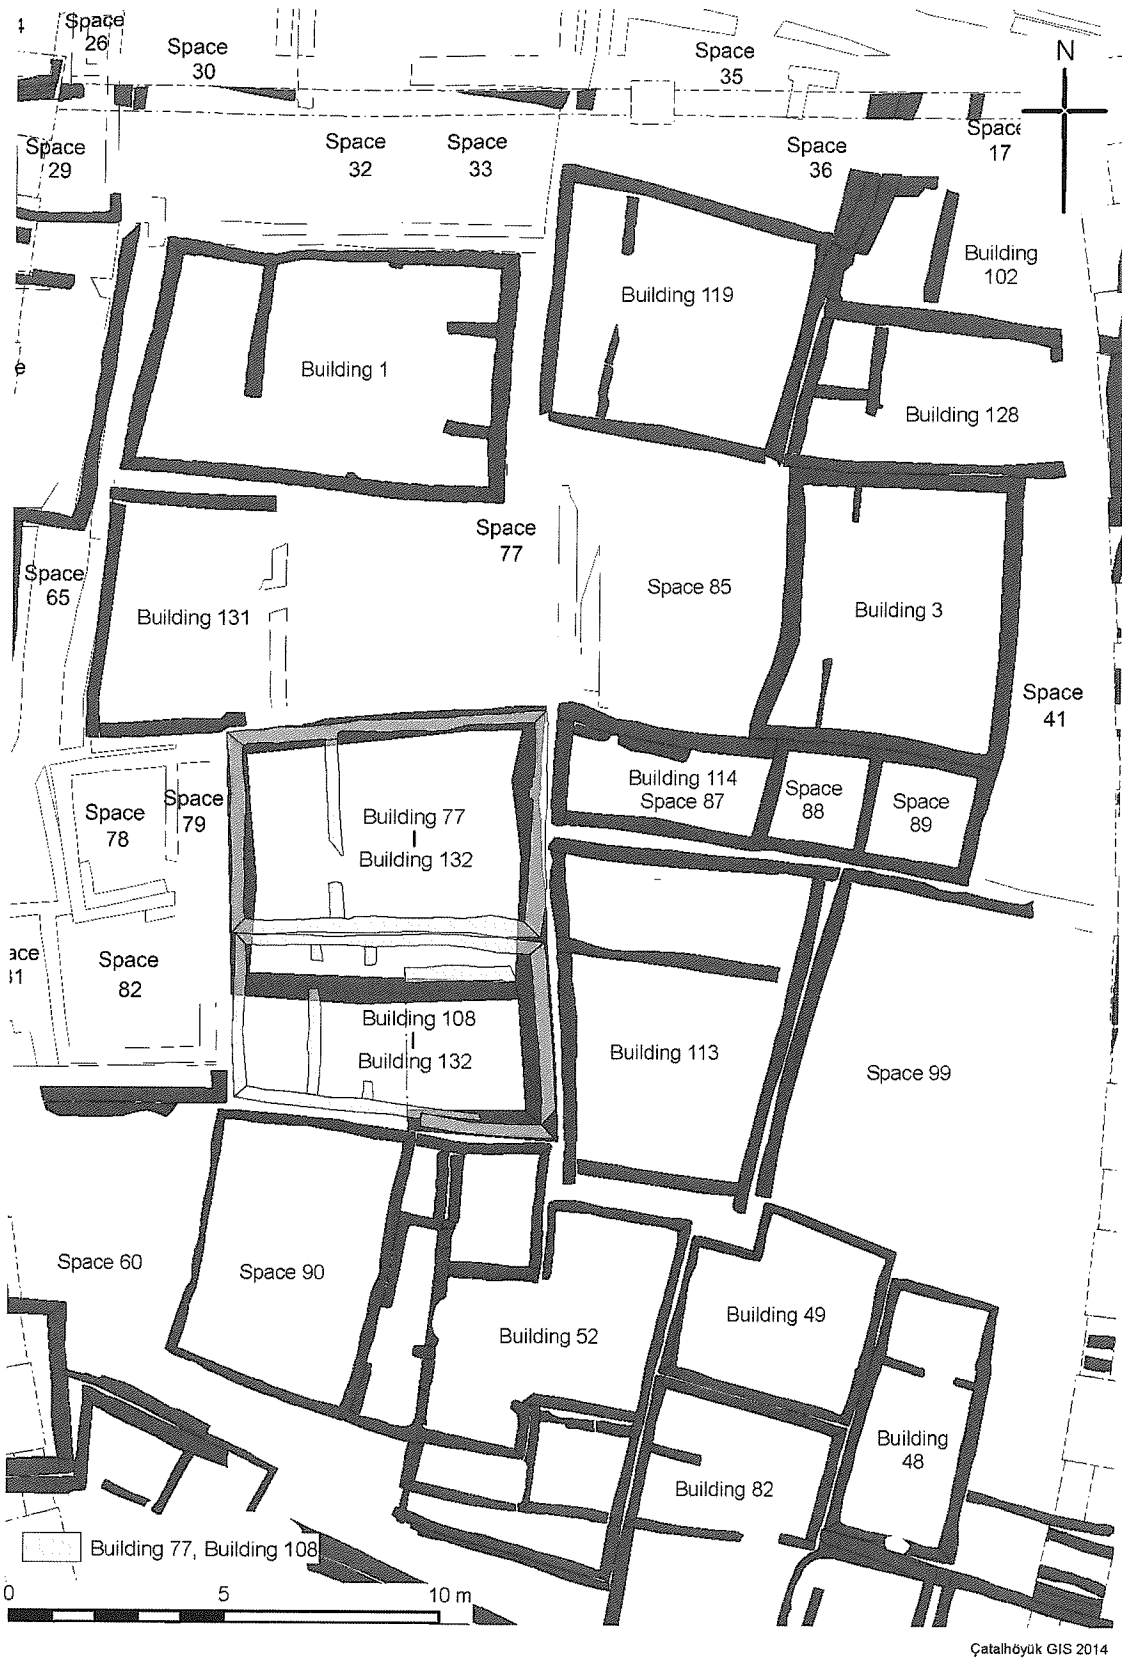 Space
26
Space
30
Space
35
N
Space
29
Space
32
Space
33
Space
36
Space
17
Building
102
Building 119
Building 1
Building 128
Space
77
Space
65
Building 131
Space 85
Building 3
Space
41
Space
78
Space
79
Building 77
Building 132
Building 114
Space 87
Space
88
Space
89
Space
82
Building 108
Building 132
Building 113
Space 99
Space 60
Space 90
Building 52
Building 49
Building
48
Building 82
Building 77, Building 108
0 5 10 m
Çatalhöyük GIS 2014